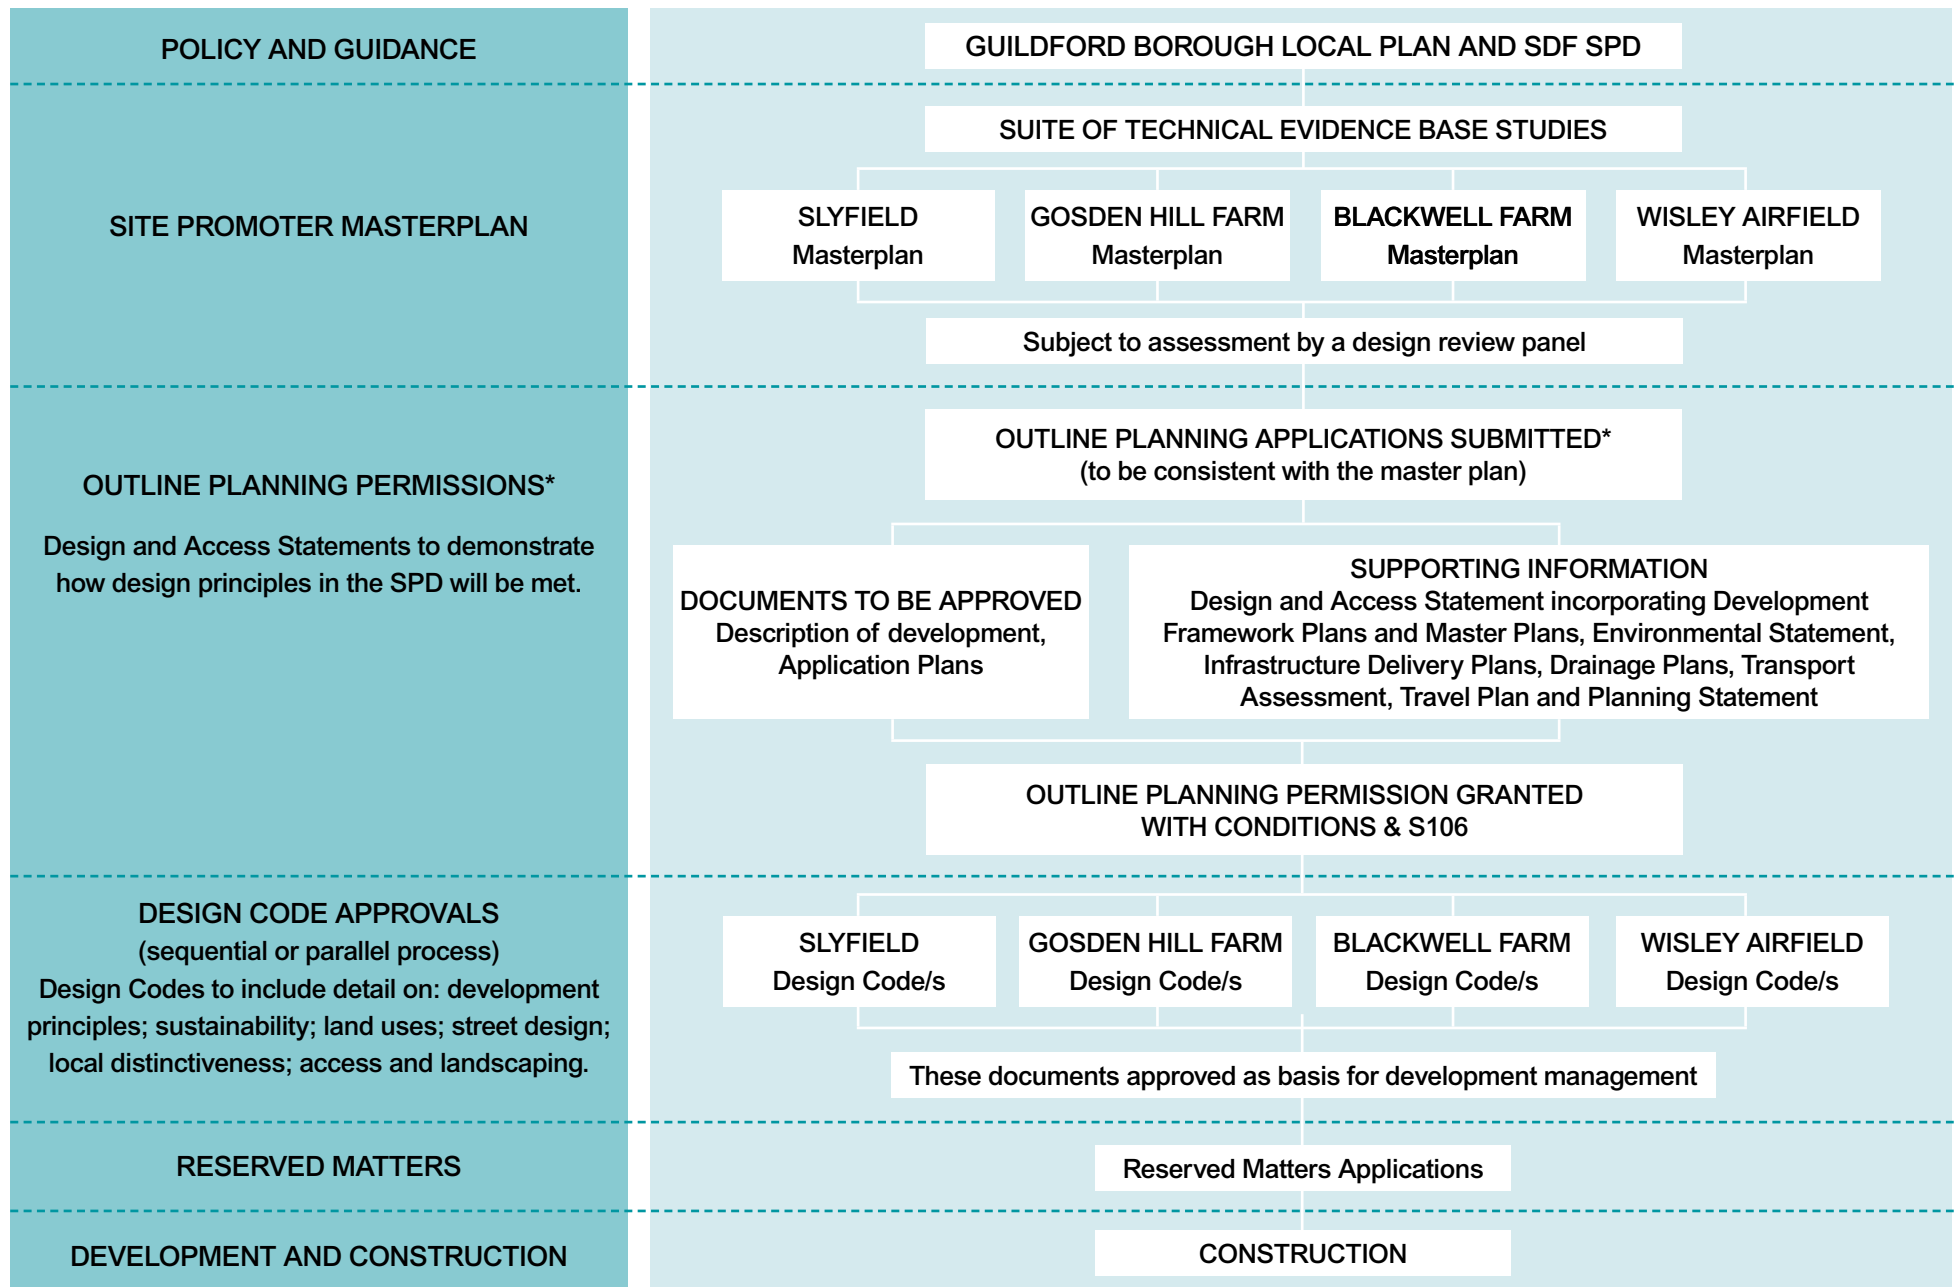 POLICY AND GUIDANCE
GUILDFORD BOROUGH LOCAL PLAN AND SDF SPD
SITE PROMOTER MASTERPLAN
SUITE OF TECHNICAL EVIDENCE BASE STUDIES
SLYFIELD
Masterplan
GOSDEN HILL FARM
Masterplan
BLACKWELL FARM
Masterplan
WISLEY AIRFIELD
Masterplan
Subject to assessment by a design review panel
OUTLINE PLANNING PERMISSIONS*
Design and Access Statements to demonstrate
how design principles in the SPD will be met.
OUTLINE PLANNING APPLICATIONS SUBMITTED*
(to be consistent with the master plan)
DOCUMENTS TO BE APPROVED
Description of development,
Application Plans
SUPPORTING INFORMATION
Design and Access Statement incorporating Development
Framework Plans and Master Plans, Environmental Statement,
Infrastructure Delivery Plans, Drainage Plans, Transport
Assessment, Travel Plan and Planning Statement
OUTLINE PLANNING PERMISSION GRANTED
WITH CONDITIONS & S106
DESIGN CODE APPROVALS
(sequential or parallel process)
Design Codes to include detail on: development
principles; sustainability; land uses; street design;
local distinctiveness; access and landscaping.
SLYFIELD
Design Code/s
GOSDEN HILL FARM
Design Code/s
BLACKWELL FARM
Design Code/s
WISLEY AIRFIELD
Design Code/s
These documents approved as basis for development management
RESERVED MATTERS
Reserved Matters Applications
DEVELOPMENT AND CONSTRUCTION
CONSTRUCTION